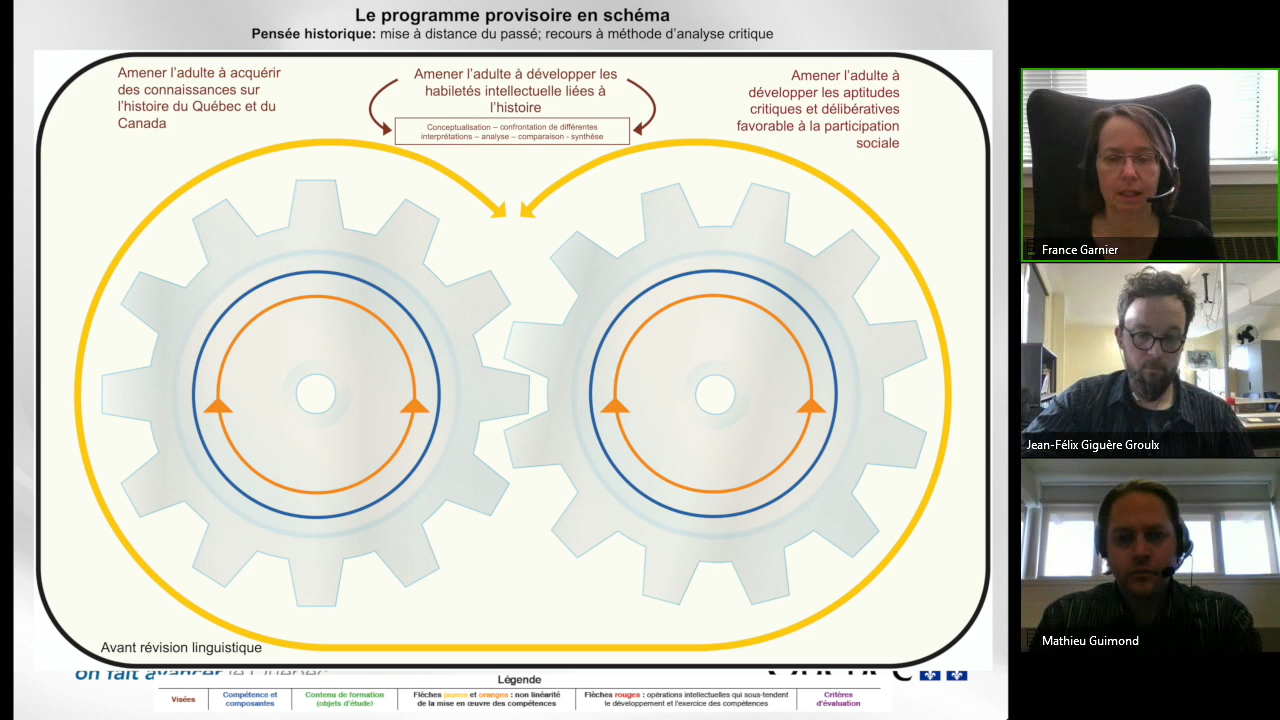 Le programme provisoire en schéma
Pensée historique: mise à distance du passé; recours à méthode d'analyse critique
Amener l'adulte à acquérir
des connaissances sur
l'histoire du Québec et du
Canada
Amener l'adulte à développer les
habiletés intellectuelle liées à
l'histoire
Conceptualisation – confrontation de différentes
interprétations – analyse – comparaison - synthèse
Amener l'adulte à
développer les aptitudes
critiques et délibératives
favorable à la participation
sociale
Avant révision linguistique
on fait avancer le Québec
Légende
Visées
Compétence et
composantes
Contenu de formation
(objets d'étude)
Flèches jaunes et oranges : non linéarité
de la mise en œuvre des compétences
Flèches rouges : opérations intellectuelles qui sous-tendent
le développement et l'exercice des compétences
Critères
d'évaluation
France Garnier
Jean-Félix Giguère Groulx
Mathieu Guimond